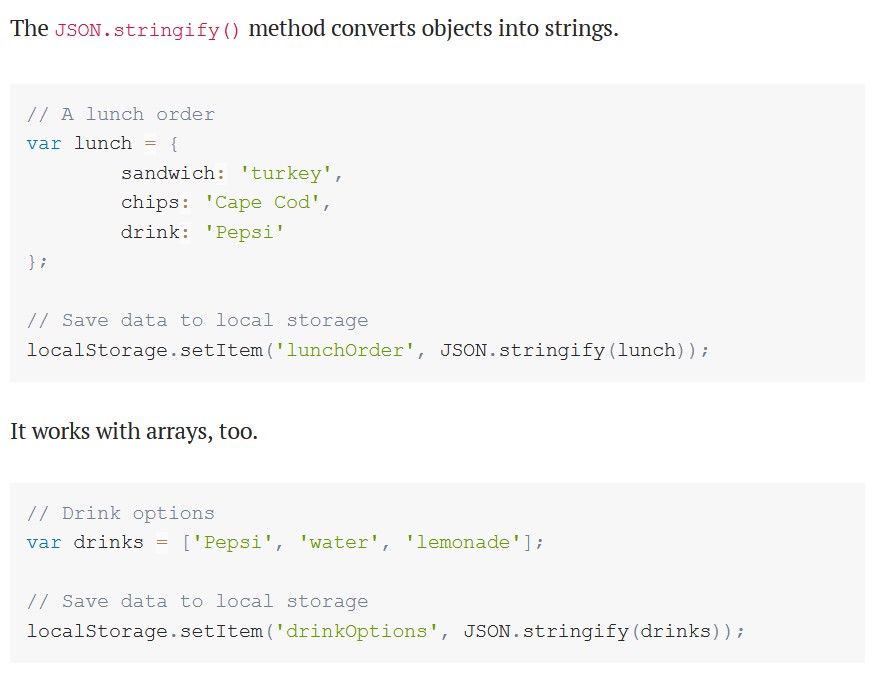 The JSON.stringify() method converts objects into strings.
// A lunch order
var lunch = {
        sandwich: 'turkey',
        chips: 'Cape Cod',
        drink: 'Pepsi'
};
// Save data to local storage
localStorage.setItem('lunchOrder', JSON.stringify(lunch));
It works with arrays, too.
// Drink options
var drinks = ['Pepsi', 'water', 'lemonade'];
// Save data to local storage
localStorage.setItem('drinkOptions', JSON.stringify(drinks));